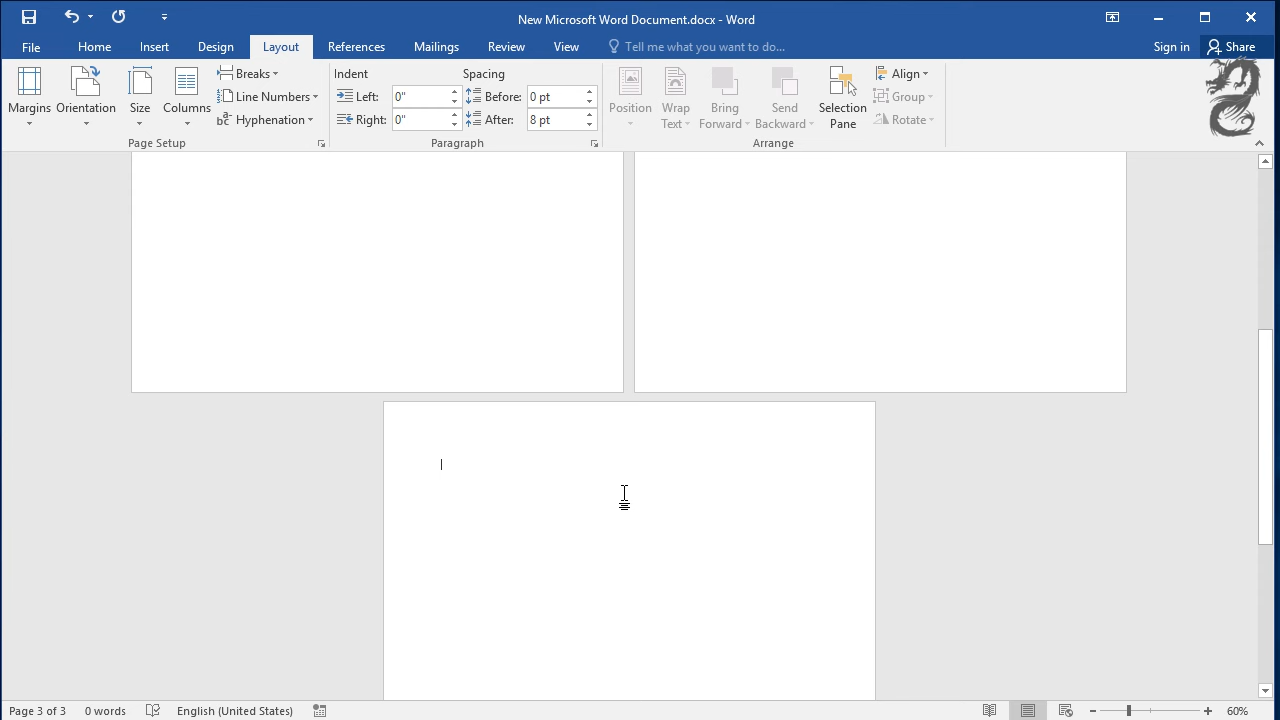 New Microsoft Word Document.docx - Word
File Home Insert Design Layout References Mailings Review View Tell me what you want to do... Sign in Share
Margins Orientation Size Columns
Breaks
Line Numbers
Hyphenation
Page Setup
Indent
Left: 0"
Right: 0"
Spacing
Before: 0 pt
After: 8 pt
Paragraph
Position
Wrap Text
Bring Forward
Send Backward
Selection Pane
Align
Group
Rotate
Arrange
Page 3 of 3 0 words English (United States) 60%